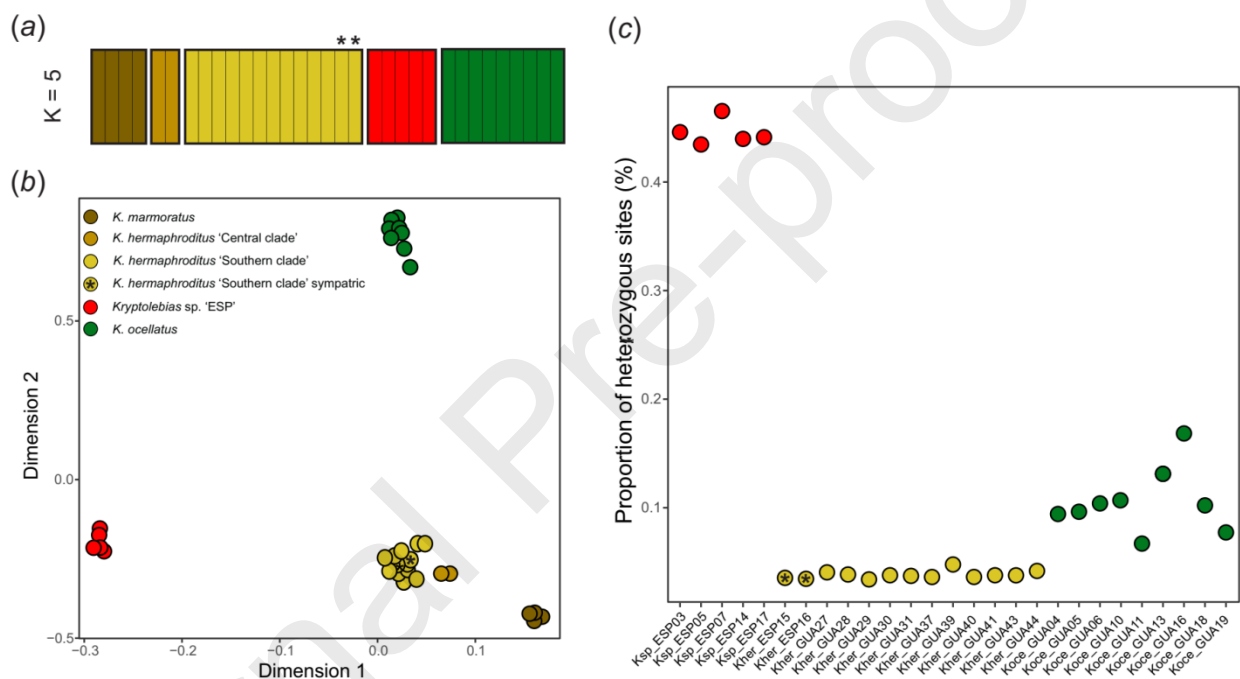 (a)
**
K = 5
(b)
K. marmoratus
K. hermaphroditus 'Central clade'
K. hermaphroditus 'Southern clade'
* K. hermaphroditus 'Southern clade' sympatric
Kryptolebias sp. 'ESP'
K. ocellatus
Dimension 2
0.5
0.0
−0.5
−0.3
−0.2
−0.1
0.0
0.1
Dimension 1
(c)
Proportion of heterozygous sites (%)
0.4
0.3
0.2
0.1
Ksp_ESP03
Ksp_ESP05
Ksp_ESP07
Ksp_ESP14
Ksp_ESP17
Kher_ESP15
Kher_ESP16
Kher_GUA27
Kher_GUA28
Kher_GUA29
Kher_GUA30
Kher_GUA31
Kher_GUA37
Kher_GUA39
Kher_GUA40
Kher_GUA41
Kher_GUA43
Kher_GUA44
Koce_GUA04
Koce_GUA05
Koce_GUA06
Koce_GUA10
Koce_GUA11
Koce_GUA13
Koce_GUA16
Koce_GUA18
Koce_GUA19
nal Pre-proo